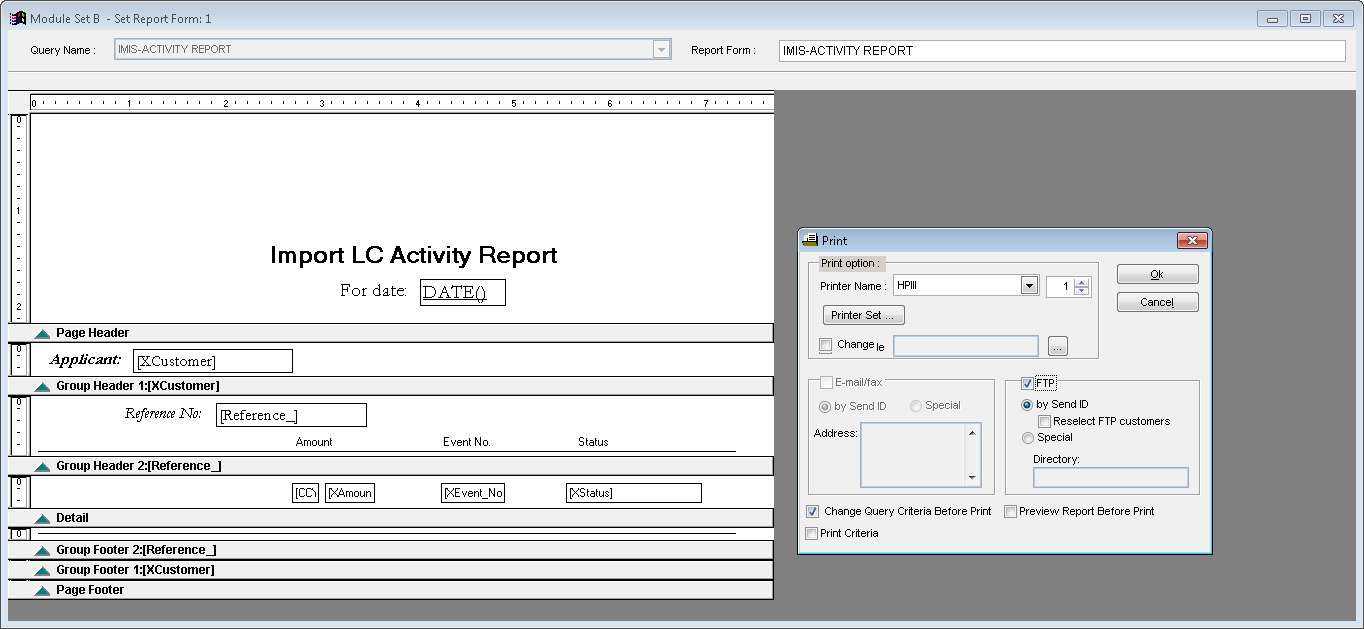 Module Set B - Set Report Form: 1
Query Name : IMIS-ACTIVITY REPORT Report Form : IMIS-ACTIVITY REPORT
0 1 2 3 4 5 6 7
0
1
2
Import LC Activity Report
For date: DATE()
Page Header
0
Applicant: [XCustomer]
Group Header 1:[XCustomer]
0
Reference No: [Reference_]
Amount Event No. Status
Group Header 2:[Reference_]
0
[CCY [XAmoun [XEvent_No [XStatus]
Detail
0
Group Footer 2:[Reference_]
Group Footer 1:[XCustomer]
Page Footer
Print
Print option :
Printer Name : HPIII 1
Printer Set ...
Change le ...
Ok
Cancel
E-mail/fax
by Send ID Special
Address:
FTP
by Send ID
Reselect FTP customers
Special
Directory:
Change Query Criteria Before Print Preview Report Before Print
Print Criteria